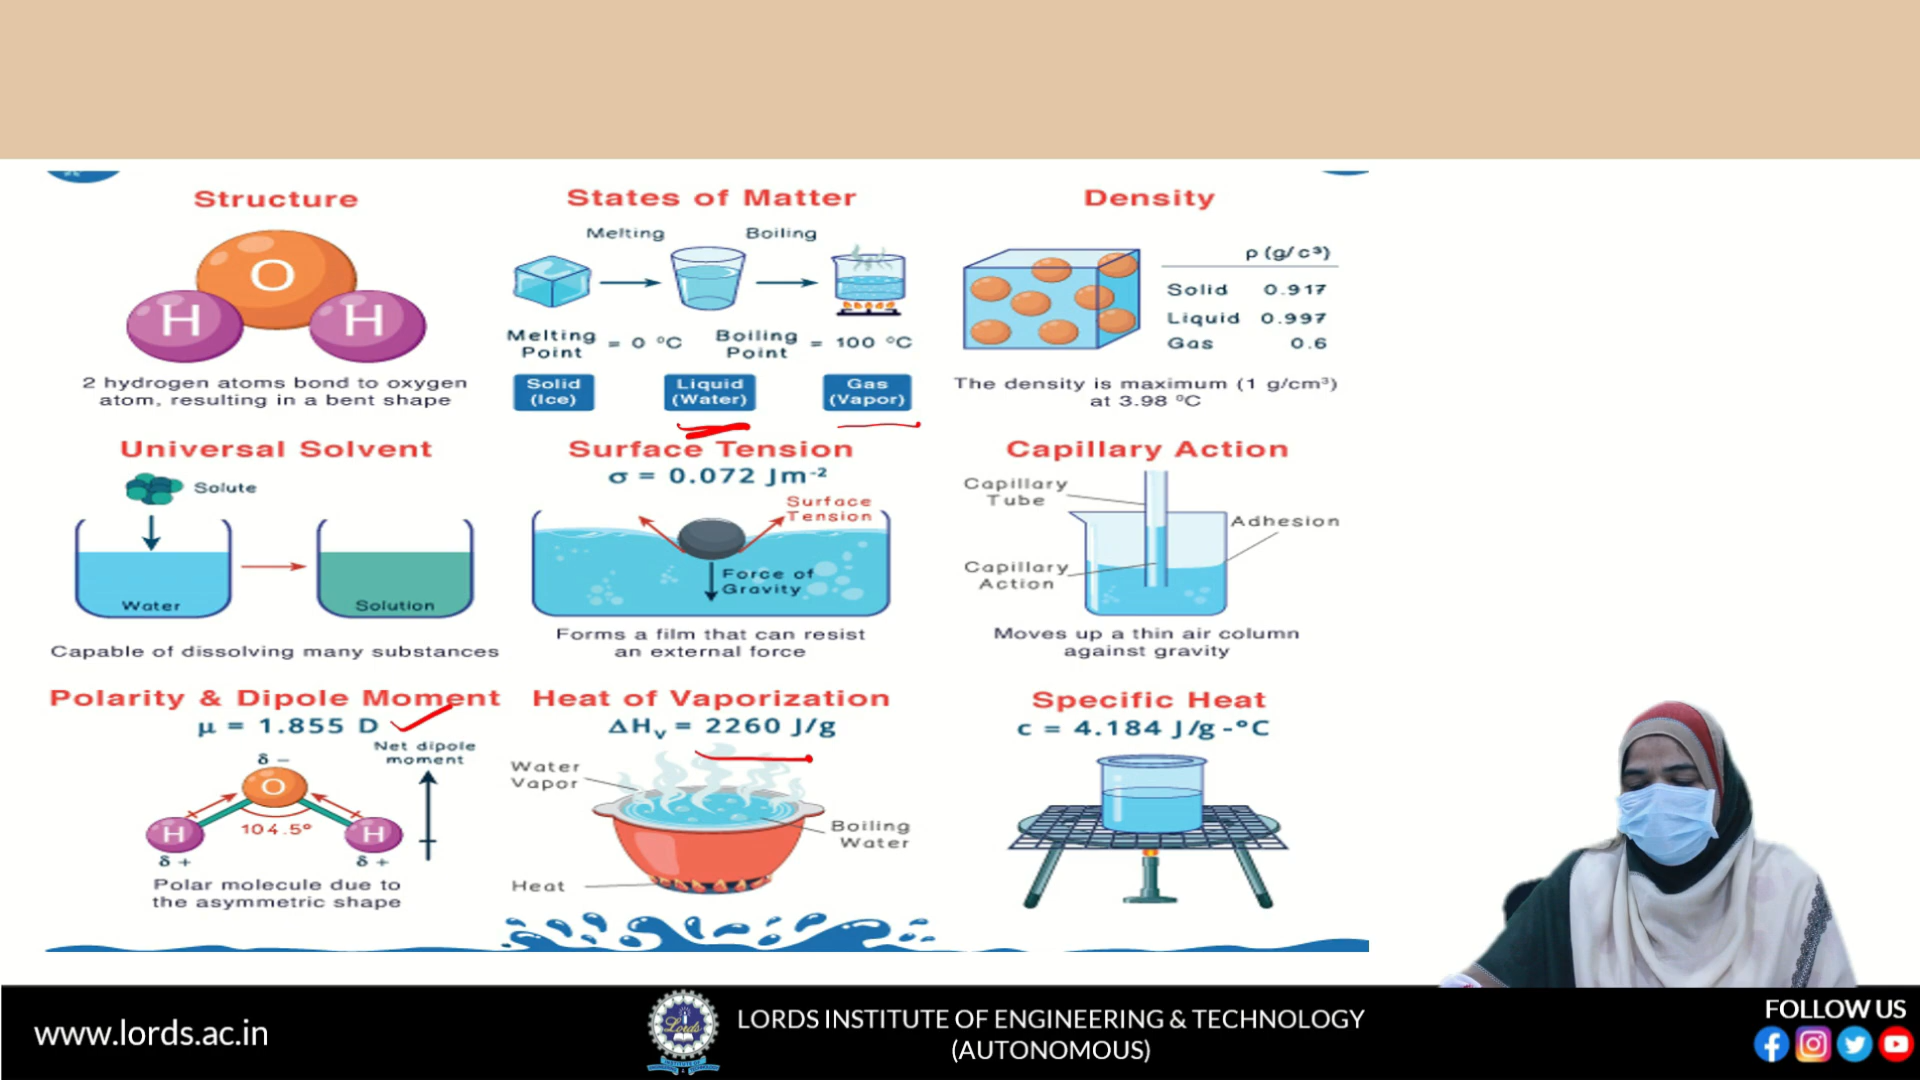 Structure
O
H
H
2 hydrogen atoms bond to oxygen
atom, resulting in a bent shape
States of Matter
Melting
Boiling
Melting
Point
= 0 °C
Boiling
Point
= 100 °C
Solid
(Ice)
Liquid
(Water)
Gas
(Vapor)
Density
ρ (g/c³)
Solid 0.917
Liquid 0.997
Gas 0.6
The density is maximum (1 g/cm³)
at 3.98 °C
Universal Solvent
Solute
Water
Solution
Capable of dissolving many substances
Surface Tension
σ = 0.072 Jm⁻²
Surface
Tension
Force of
Gravity
Forms a film that can resist
an external force
Capillary Action
Capillary
Tube
Adhesion
Capillary
Action
Moves up a thin air column
against gravity
Polarity & Dipole Moment
μ = 1.855 D
Net dipole
moment
δ −
O
H
104.5°
H
δ +
δ +
Polar molecule due to
the asymmetric shape
Heat of Vaporization
ΔHᵥ = 2260 J/g
Water
Vapor
Boiling
Water
Heat
Specific Heat
c = 4.184 J/g-°C
www.lords.ac.in
Lords
LORDS INSTITUTE OF ENGINEERING & TECHNOLOGY
(AUTONOMOUS)
FOLLOW US